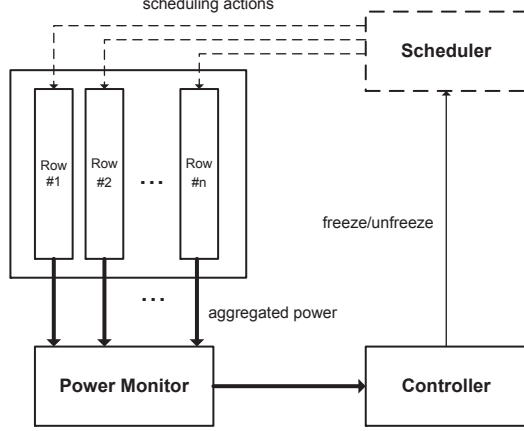 scheduling actions
Scheduler
Row
#1
Row
#2
...
Row
#n
freeze/unfreeze
...
aggregated power
Power Monitor
Controller